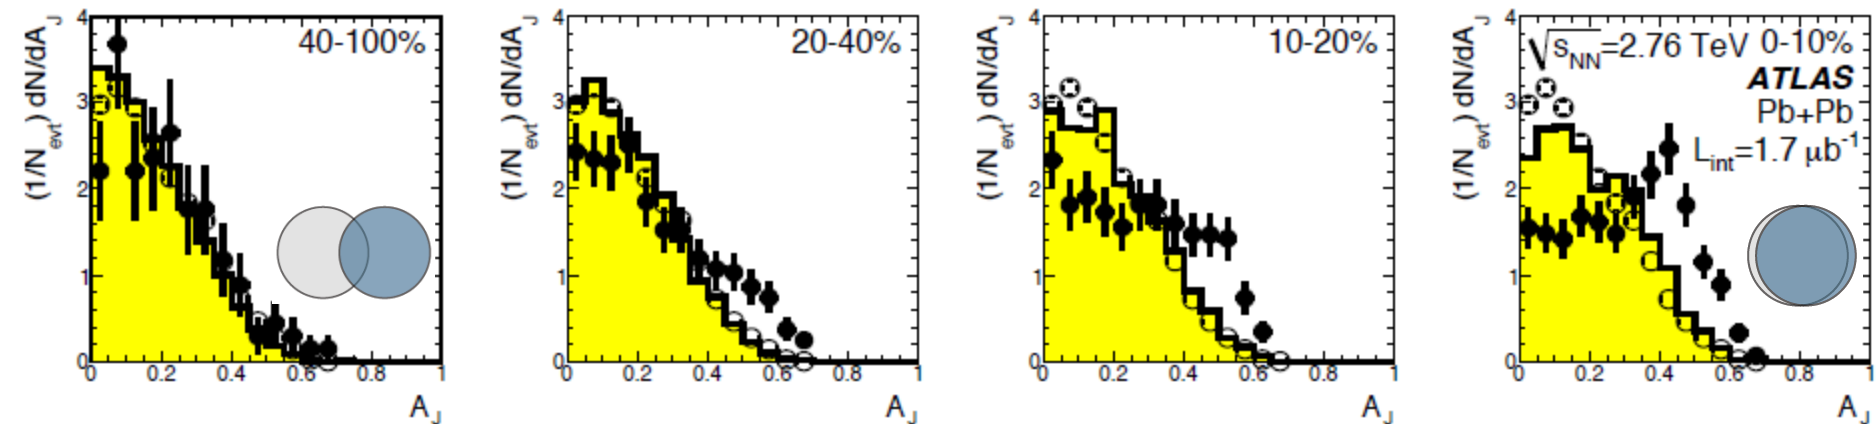 (1/N_evt) dN/dA_J
4
3
2
1
0
40-100%
0 0.2 0.4 0.6 0.8 1
A_J
(1/N_evt) dN/dA_J
4
3
2
1
0
20-40%
0 0.2 0.4 0.6 0.8
A_J
(1/N_evt) dN/dA_J
4
3
2
1
0
10-20%
0 0.2 0.4 0.6 0.8
A_J
(1/N_evt) dN/dA_J
4
3
2
1
0
√s_NN=2.76 TeV 0-10%
ATLAS
Pb+Pb
L_int=1.7 μb⁻¹
0 0.2 0.4 0.6 0.8 1
A_J